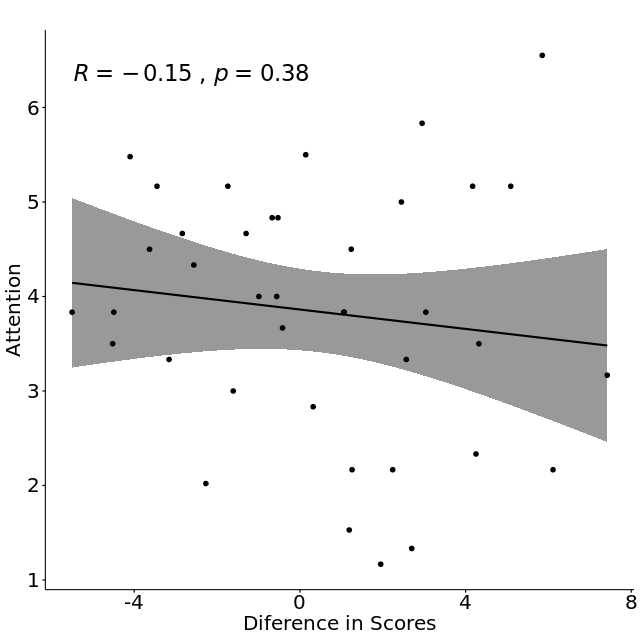 R = −0.15 , p = 0.38
6
5
4
3
2
1
Attention
-4 0 4 8
Diference in Scores